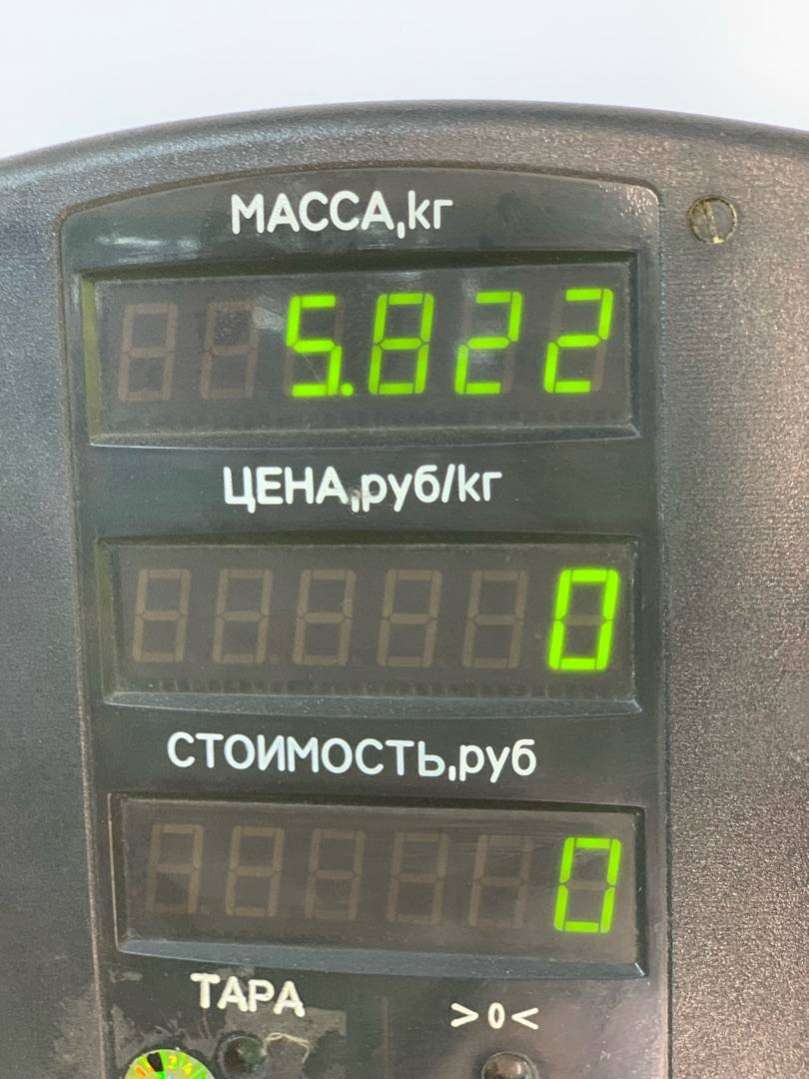 МАССА,кг
5.822
ЦЕНА,руб/кг
0
СТОИМОСТЬ,руб
0
ТАРА >0<